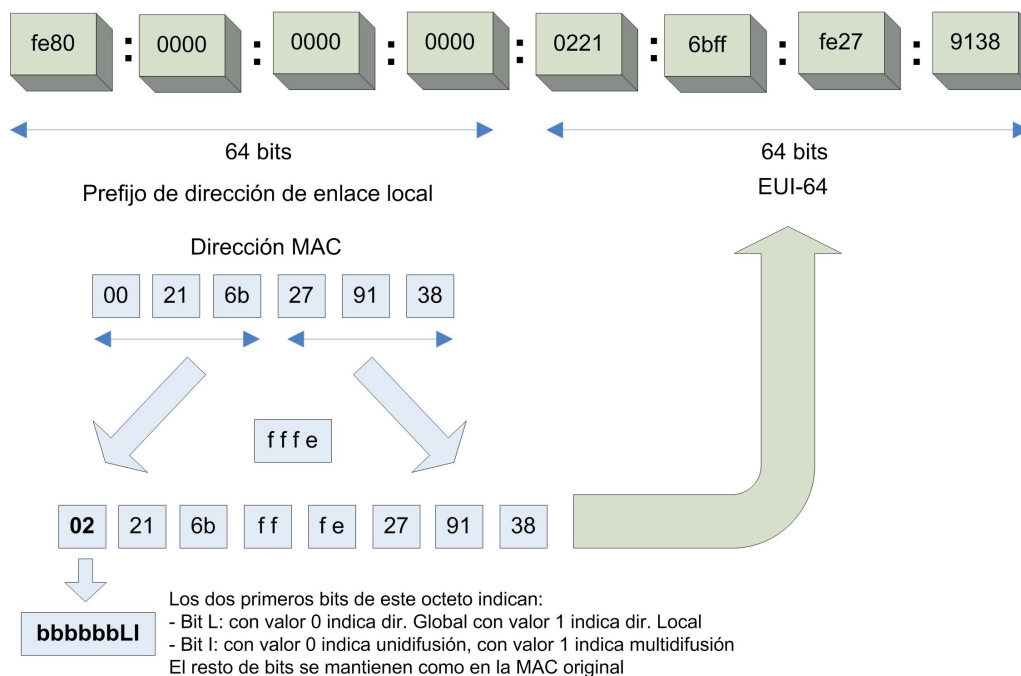 fe80 : 0000 : 0000 : 0000 : 0221 : 6bff : fe27 : 9138
64 bits
64 bits
Prefijo de dirección de enlace local
EUI-64
Dirección MAC
00 21 6b 27 91 38
fffe
02 21 6b ff fe 27 91 38
bbbbbbLI
Los dos primeros bits de este octeto indican:
- Bit L: con valor 0 indica dir. Global con valor 1 indica dir. Local
- Bit I: con valor 0 indica unidifusión, con valor 1 indica multidifusión
El resto de bits se mantienen como en la MAC original